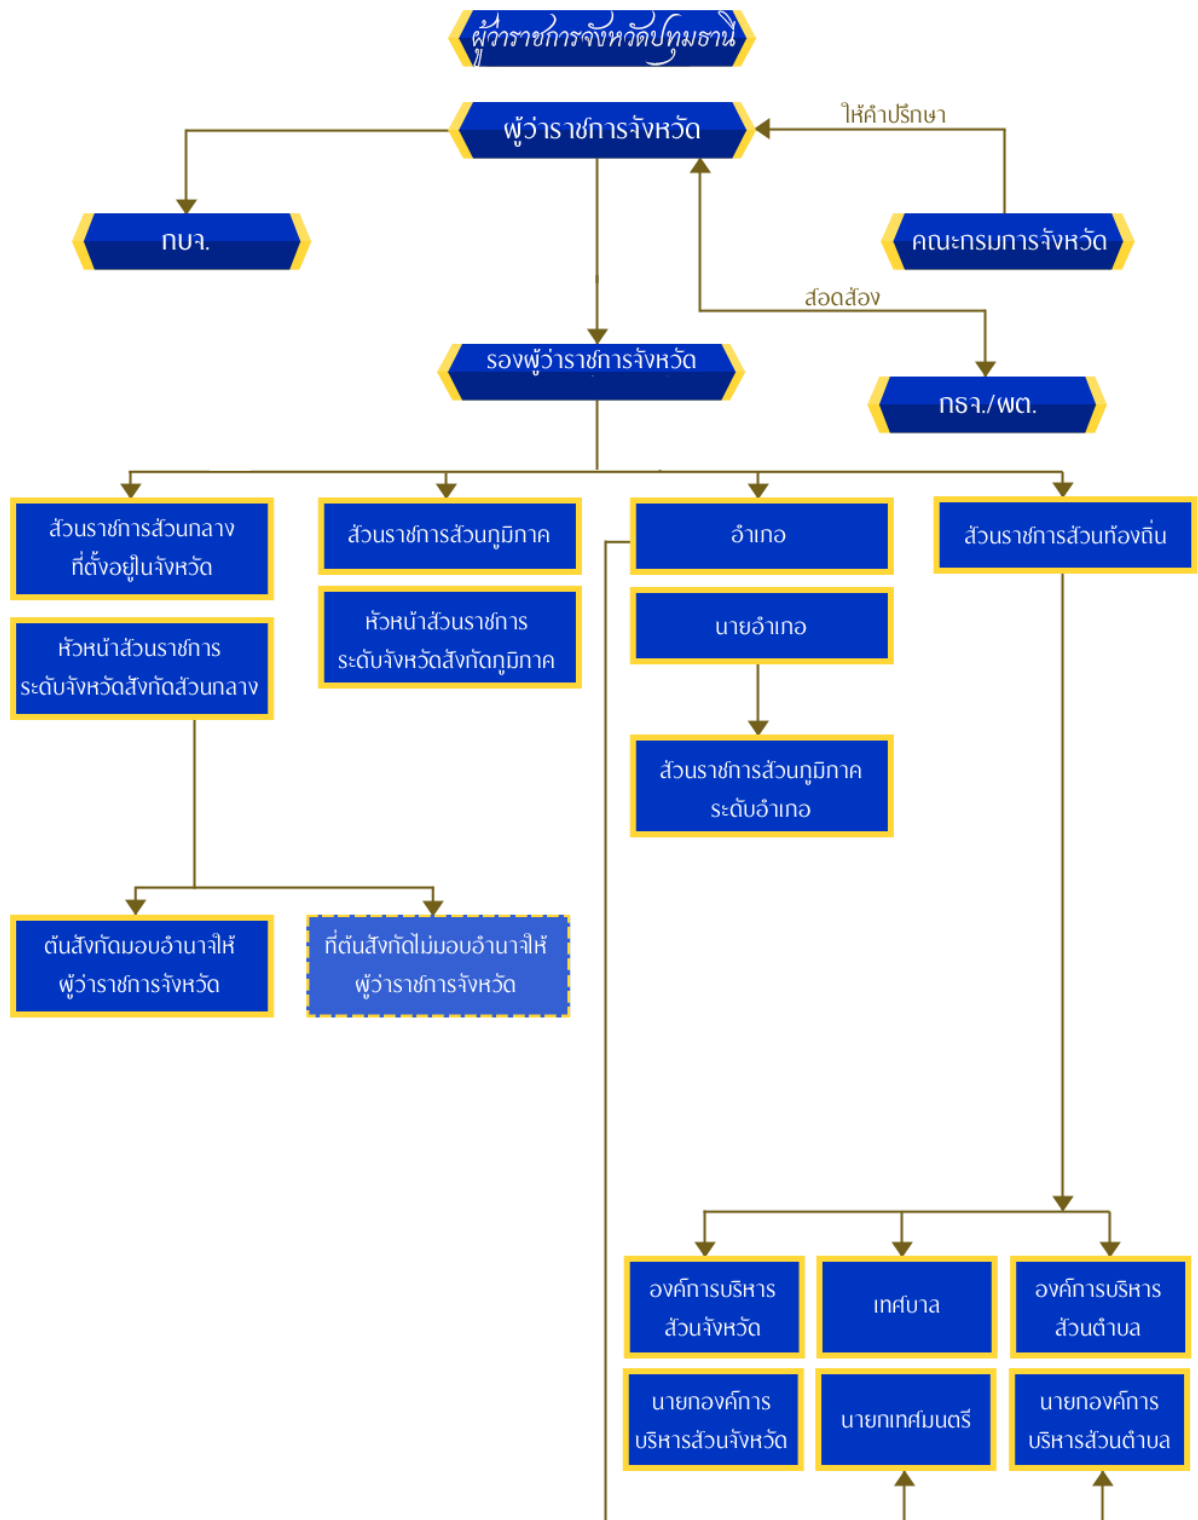 ผู้ว่าราชการจังหวัดปทุมธานี
ผู้ว่าราชการจังหวัด
ให้คำปรึกษา
กบจ.
คณะกรมการจังหวัด
สอดส่อง
รองผู้ว่าราชการจังหวัด
กธจ./ผต.
ส่วนราชการส่วนกลาง
ที่ตั้งอยู่ในจังหวัด
ส่วนราชการส่วนภูมิภาค
อำเภอ
ส่วนราชการส่วนท้องถิ่น
หัวหน้าส่วนราชการ
ระดับจังหวัดสังกัดส่วนกลาง
หัวหน้าส่วนราชการ
ระดับจังหวัดสังกัดภูมิภาค
นายอำเภอ
ส่วนราชการส่วนภูมิภาค
ระดับอำเภอ
ต้นสังกัดมอบอำนาจให้
ผู้ว่าราชการจังหวัด
ที่ต้นสังกัดไม่มอบอำนาจให้
ผู้ว่าราชการจังหวัด
องค์การบริหาร
ส่วนจังหวัด
เทศบาล
องค์การบริหาร
ส่วนตำบล
นายกองค์การ
บริหารส่วนจังหวัด
นายกเทศมนตรี
นายกองค์การ
บริหารส่วนตำบล